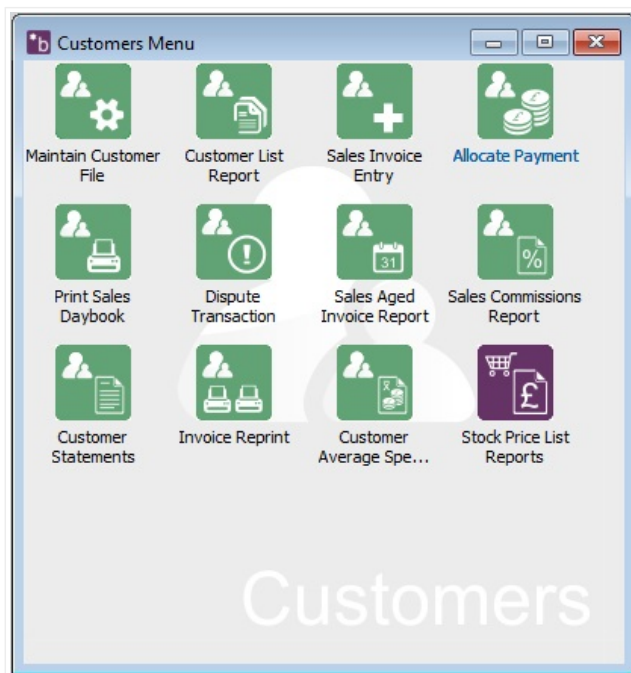 *b Customers Menu
Maintain Customer
File
Customer List
Report
Sales Invoice
Entry
£
Allocate Payment
Print Sales
Daybook
Dispute
Transaction
31
Sales Aged
Invoice Report
%
Sales Commissions
Report
Customer
Statements
Invoice Reprint
Customer
Average Spe...
£
Stock Price List
Reports
Customers